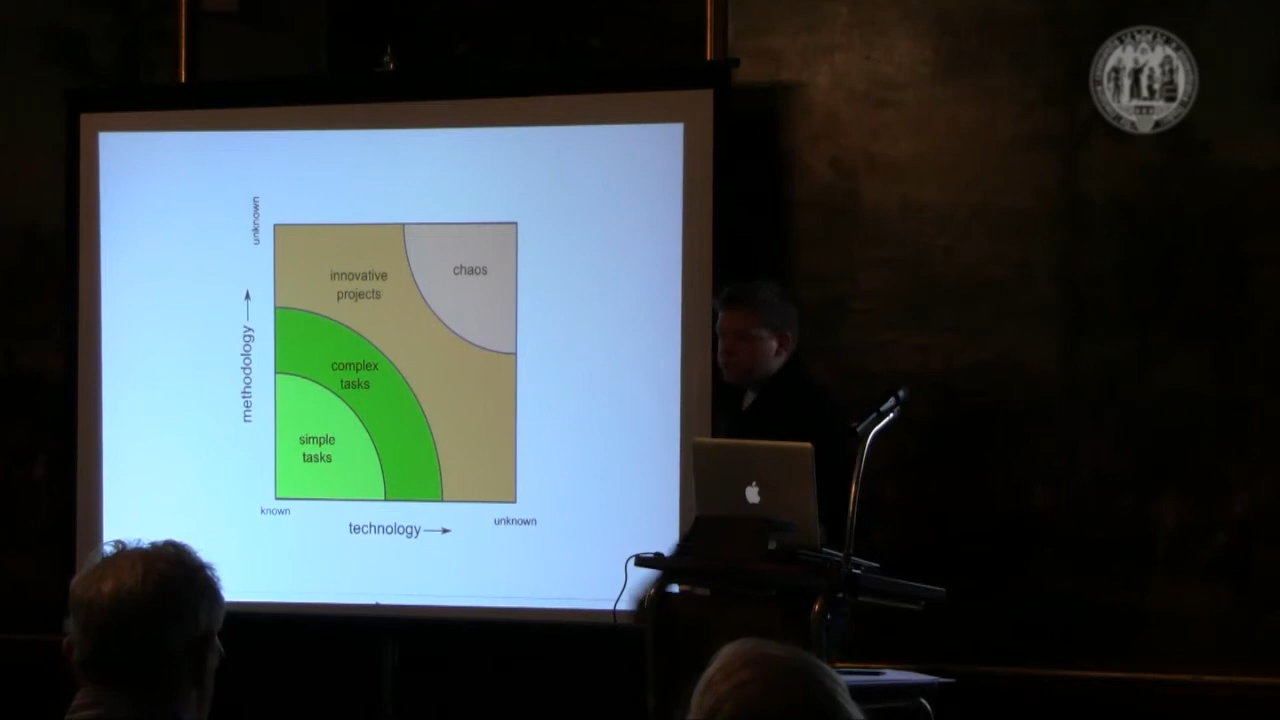 unknown
chaos
innovative
projects
methodology
complex
tasks
simple
tasks
known
unknown
technology